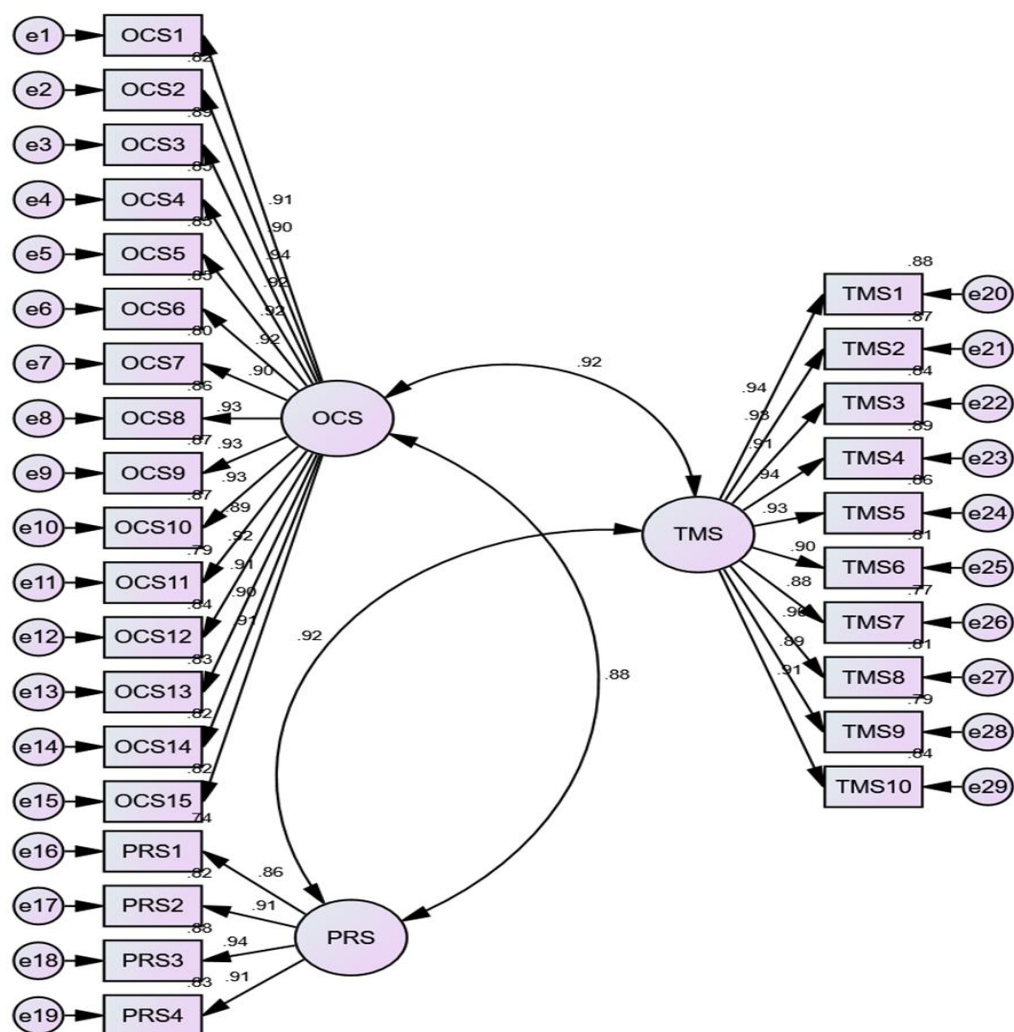 e1 OCS1
.82
e2 OCS2
.89
e3 OCS3
.85
e4 OCS4
.85
e5 OCS5
.85
e6 OCS6
.80
e7 OCS7
.86
e8 OCS8
.87
e9 OCS9
.87
e10 OCS10
.79
e11 OCS11
.84
e12 OCS12
.83
e13 OCS13
.82
e14 OCS14
.82
e15 OCS15
.74
e16 PRS1
.82
e17 PRS2
.88
e18 PRS3
.83
e19 PRS4
.91
.90
.94
.92
.92
.92
.90
.93
.93
.93
.89
.92
.91
.90
.91
OCS
.86
.91
.94
.91
PRS
.92
.92
.88
TMS
.94
.93
.91
.94
.93
.90
.88
.90
.89
.91
.88
TMS1 e20
.87
TMS2 e21
.84
TMS3 e22
.89
TMS4 e23
.86
TMS5 e24
.81
TMS6 e25
.77
TMS7 e26
.81
TMS8 e27
.79
TMS9 e28
.84
TMS10 e29